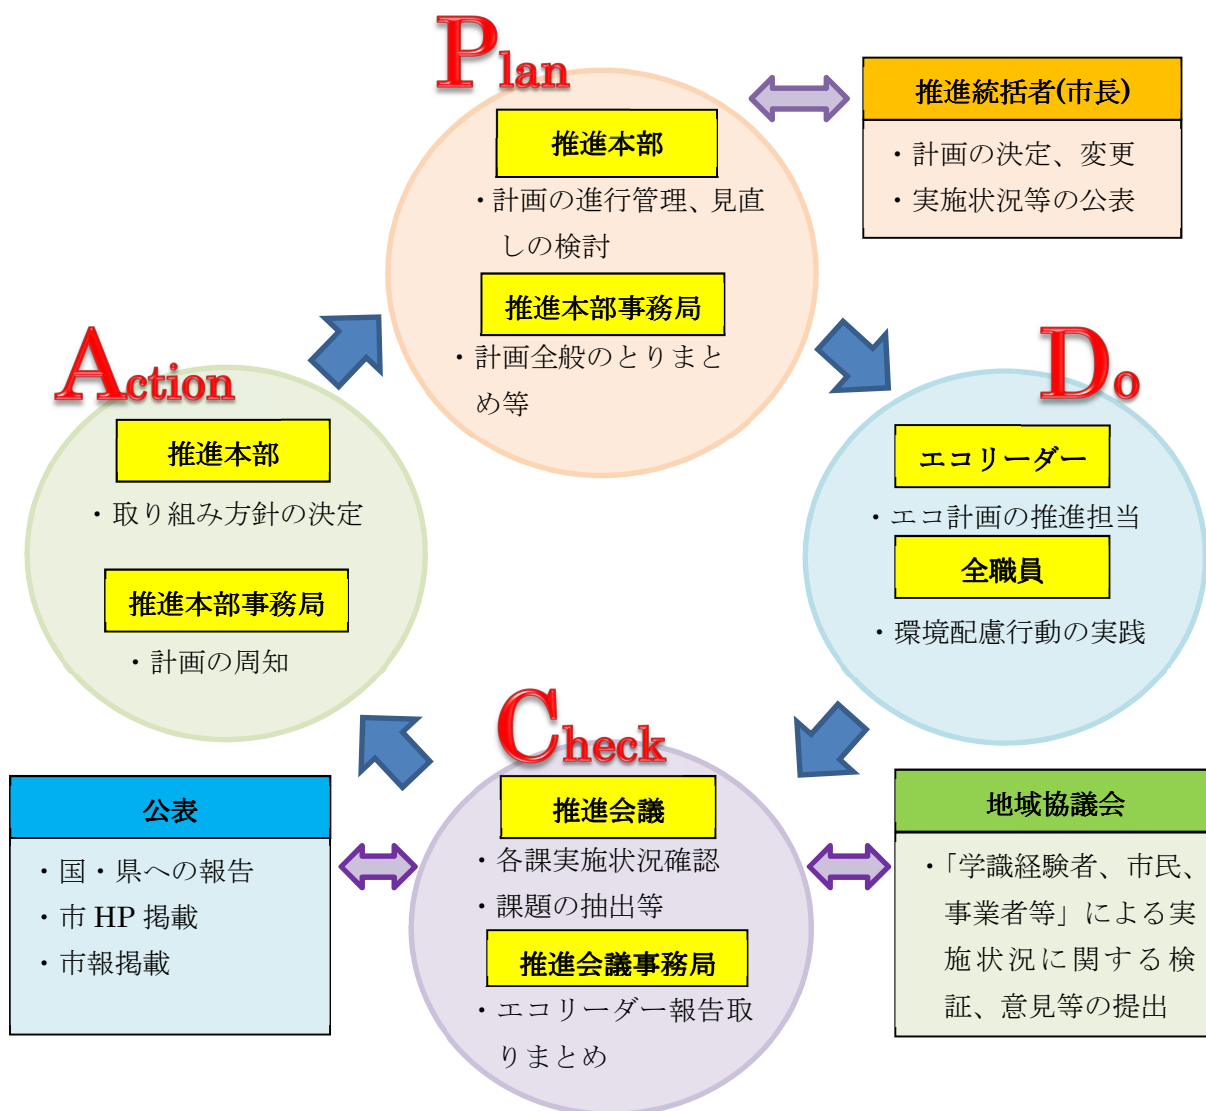 Plan
推進本部
・計画の進行管理、見直
しの検討
推進本部事務局
・計画全般のとりまと
め等
推進統括者(市長)
・計画の決定、変更
・実施状況等の公表
Do
エコリーダー
・エコ計画の推進担当
全職員
・環境配慮行動の実践
Action
推進本部
・取り組み方針の決定
推進本部事務局
・計画の周知
Check
推進会議
・各課実施状況確認
・課題の抽出等
推進会議事務局
・エコリーダー報告取
りまとめ
公表
・国・県への報告
・市 HP 掲載
・市報掲載
地域協議会
・「学識経験者、市民、
事業者等」による実
施状況に関する検
証、意見等の提出